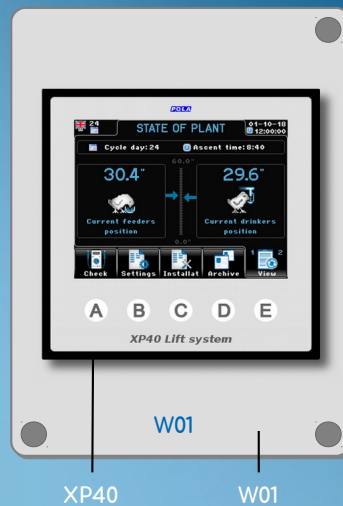 POLA
24
STATE OF PLANT
01-10-18
12:00:00
Cycle day: 24
Ascent time: 8:40
60.0°
30.4"
29.6"
Current feeders
position
Current drinkers
position
0.0°
Check
Settings
Installat
Archive
1 2
View
A B C D E
XP40 Lift system
W01
XP40
W01